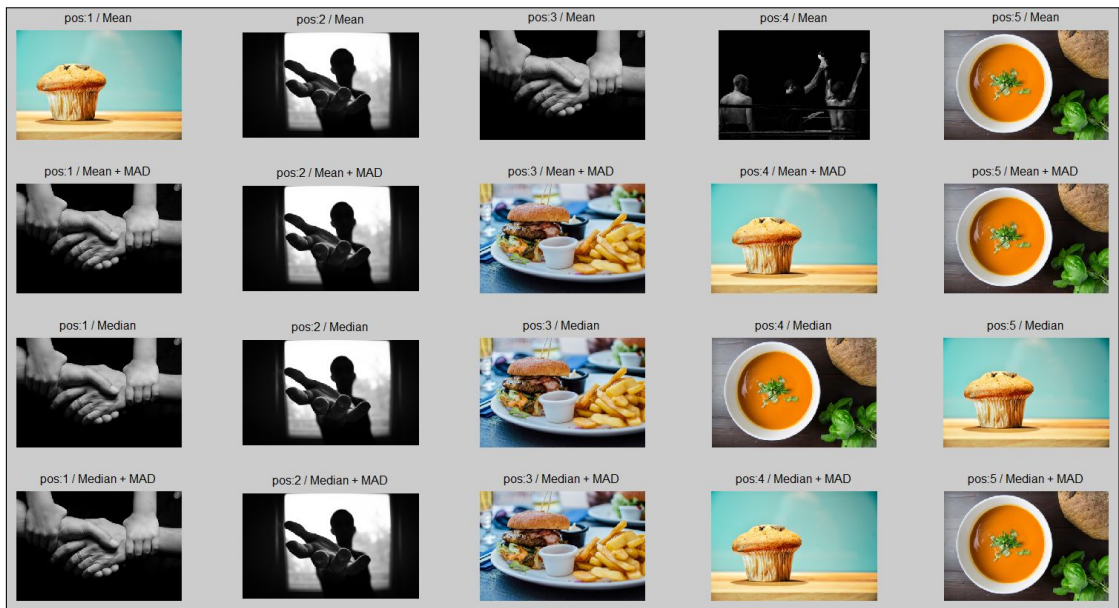 pos:1 / Mean
pos:2 / Mean
pos:3 / Mean
pos:4 / Mean
pos:5 / Mean
pos:1 / Mean + MAD
pos:2 / Mean + MAD
pos:3 / Mean + MAD
pos:4 / Mean + MAD
pos:5 / Mean + MAD
pos:1 / Median
pos:2 / Median
pos:3 / Median
pos:4 / Median
pos:5 / Median
pos:1 / Median + MAD
pos:2 / Median + MAD
pos:3 / Median + MAD
pos:4 / Median + MAD
pos:5 / Median + MAD